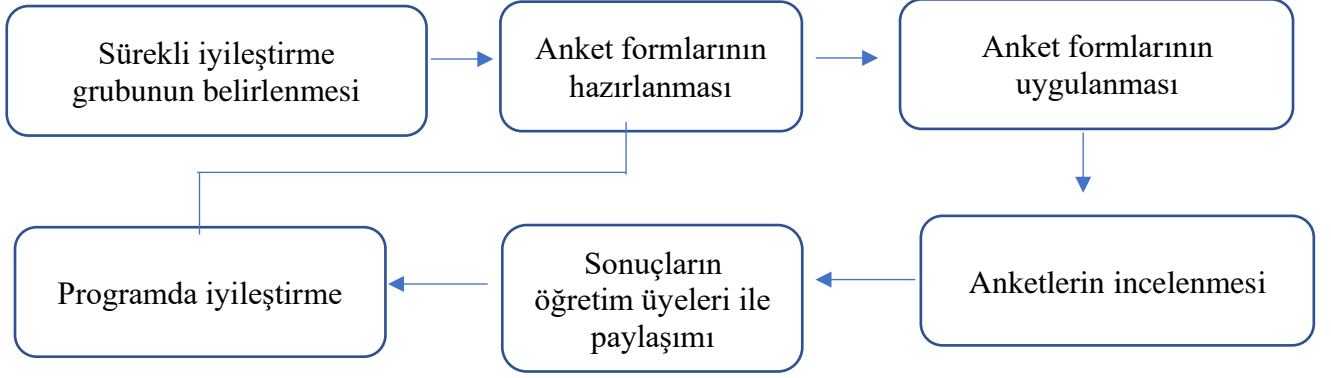 Sürekli iyileştirme
grubunun belirlenmesi
Anket formlarının
hazırlanması
Anket formlarının
uygulanması
Anketlerin incelenmesi
Sonuçların
öğretim üyeleri ile
paylaşımı
Programda iyileştirme